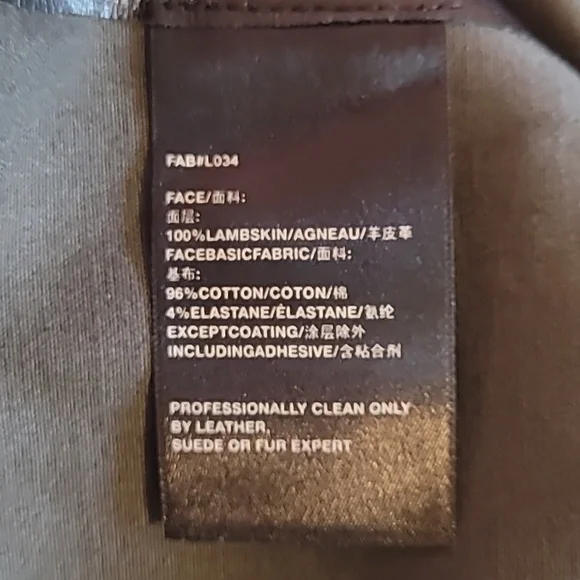 FAB#L034
FACE/面料:
面层:
100%LAMBSKIN/AGNEAU/羊皮革
FACEBASICFABRIC/面料:
基布:
96%COTTON/COTON/棉
4%ELASTANE/ÉLASTANE/氨纶
EXCEPTCOATING/涂层除外
INCLUDINGADHESIVE/含粘合剂
PROFESSIONALLY CLEAN ONLY
BY LEATHER,
SUEDE OR FUR EXPERT